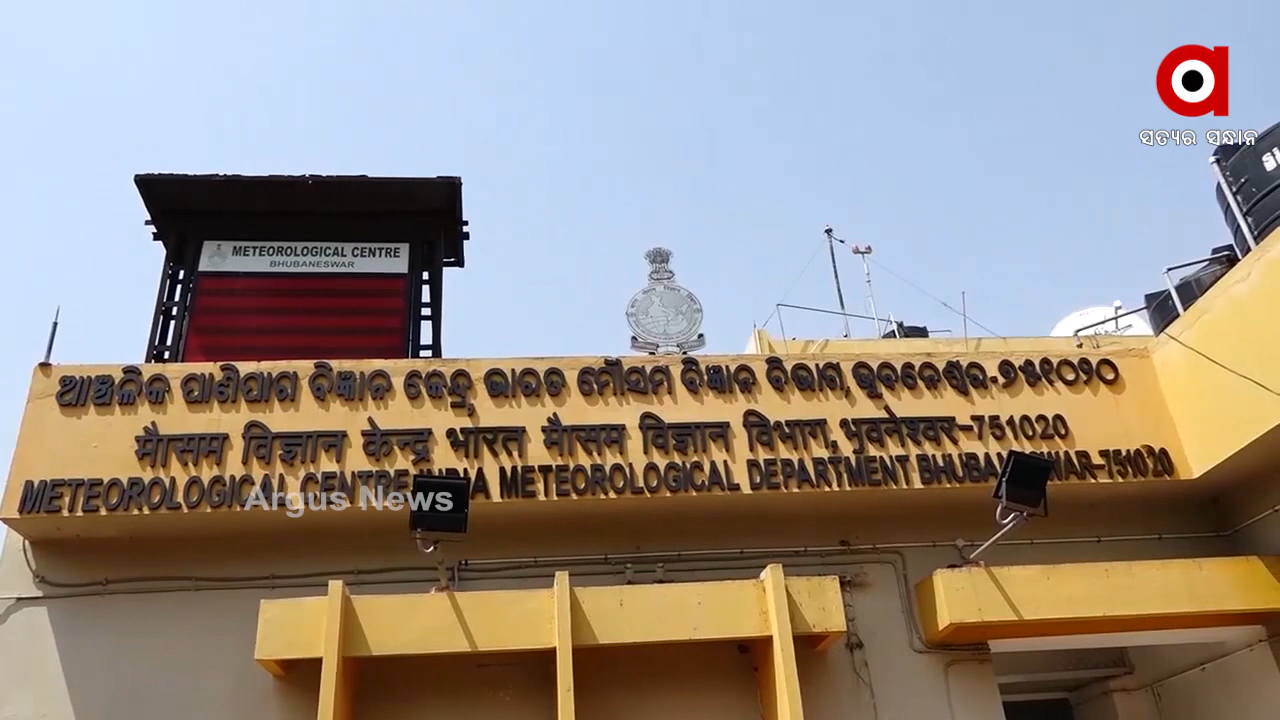 ସତ୍ୟର ସନ୍ଧାନ
METEOROLOGICAL CENTRE
BHUBANESWAR
ଆଞ୍ଚଳିକ ପାଣିପାଗ ବିଜ୍ଞାନ କେନ୍ଦ୍ର, ଭାରତ ମୌସମ ବିଜ୍ଞାନ ବିଭାଗ, ଭୁବନେଶ୍ୱର-୭୫୧୦୨୦
मौसम विज्ञान केन्द्र भारत मौसम विज्ञान विभाग, भुवनेश्वर-751020
METEOROLOGICAL CENTRE INDIA METEOROLOGICAL DEPARTMENT BHUBANESWAR-751020
Argus News